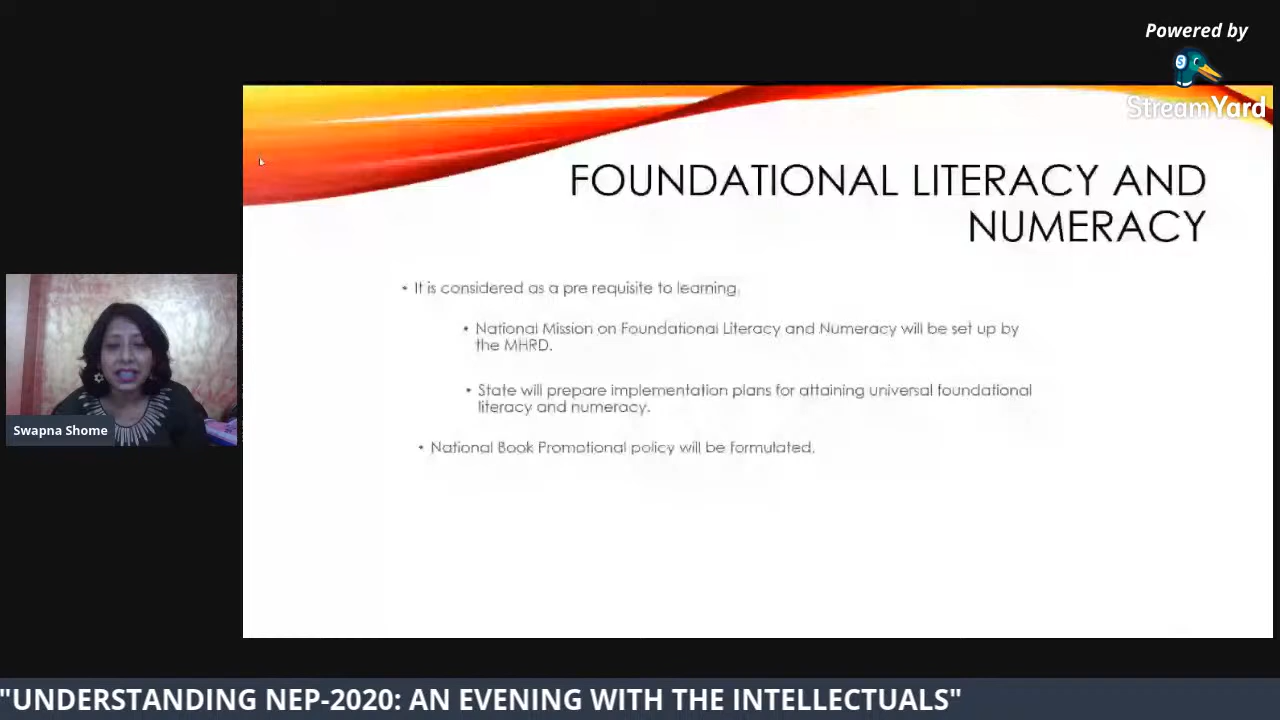 Powered by
StreamYard
FOUNDATIONAL LITERACY AND
NUMERACY
• It is considered as a pre requisite to learning.
• National Mission on Foundational Literacy and Numeracy will be set up by
the MHRD.
• State will prepare implementation plans for attaining universal foundational
literacy and numeracy.
• National Book Promotional policy will be formulated.
Swapna Shome
"UNDERSTANDING NEP-2020: AN EVENING WITH THE INTELLECTUALS"